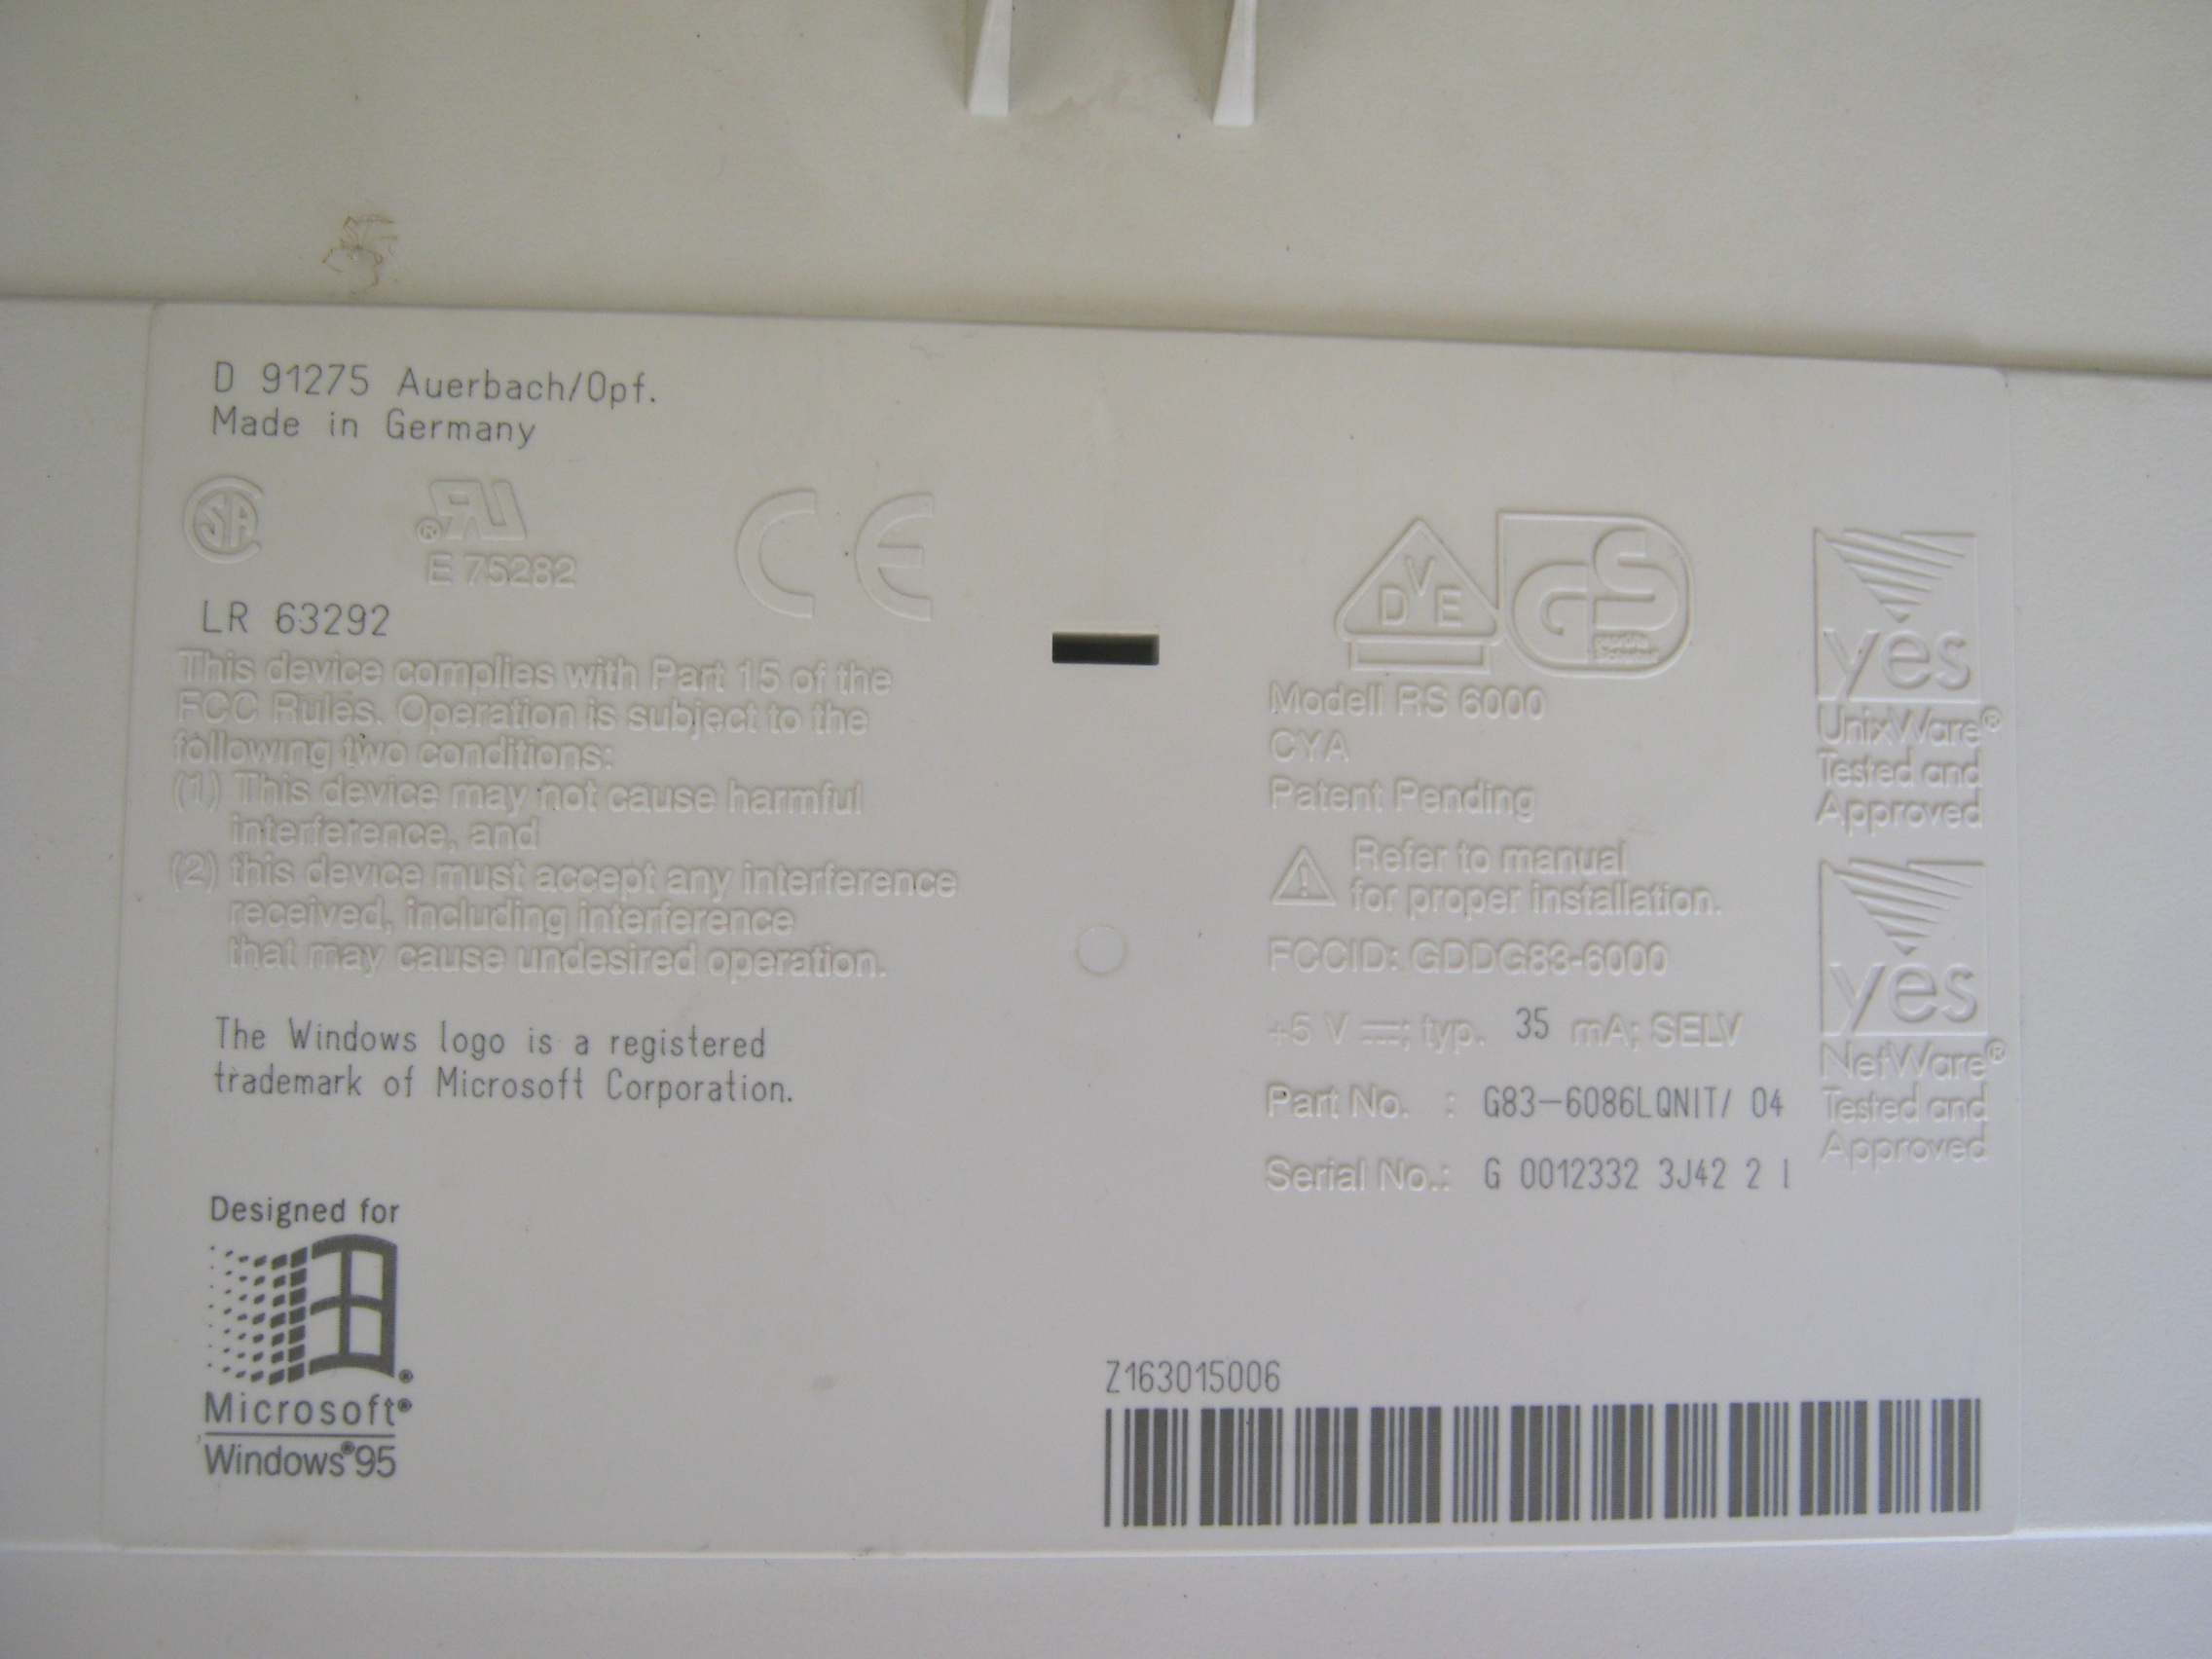 D 91275 Auerbach/Opf.
Made in Germany
SA
® RU
E 75282
CE
LR 63292
This device complies with Part 15 of the
FCC Rules. Operation is subject to the
following two conditions:
(1) This device may not cause harmful
interference, and
(2) this device must accept any interference
received, including interference
that may cause undesired operation.
The Windows logo is a registered
trademark of Microsoft Corporation.
Designed for
Microsoft®
Windows®95
DVE
GS
Modell RS 6000
CYA
Patent Pending
Refer to manual
for proper installation.
FCCID: GDDG83-6000
+5 V ⎓; typ. 35 mA; SELV
Part No. : G83-6086LQNIT/ 04
Serial No.: G 0012332 3J42 2 I
yes
UnixWare®
Tested and
Approved
yes
NetWare®
Tested and
Approved
Z163015006